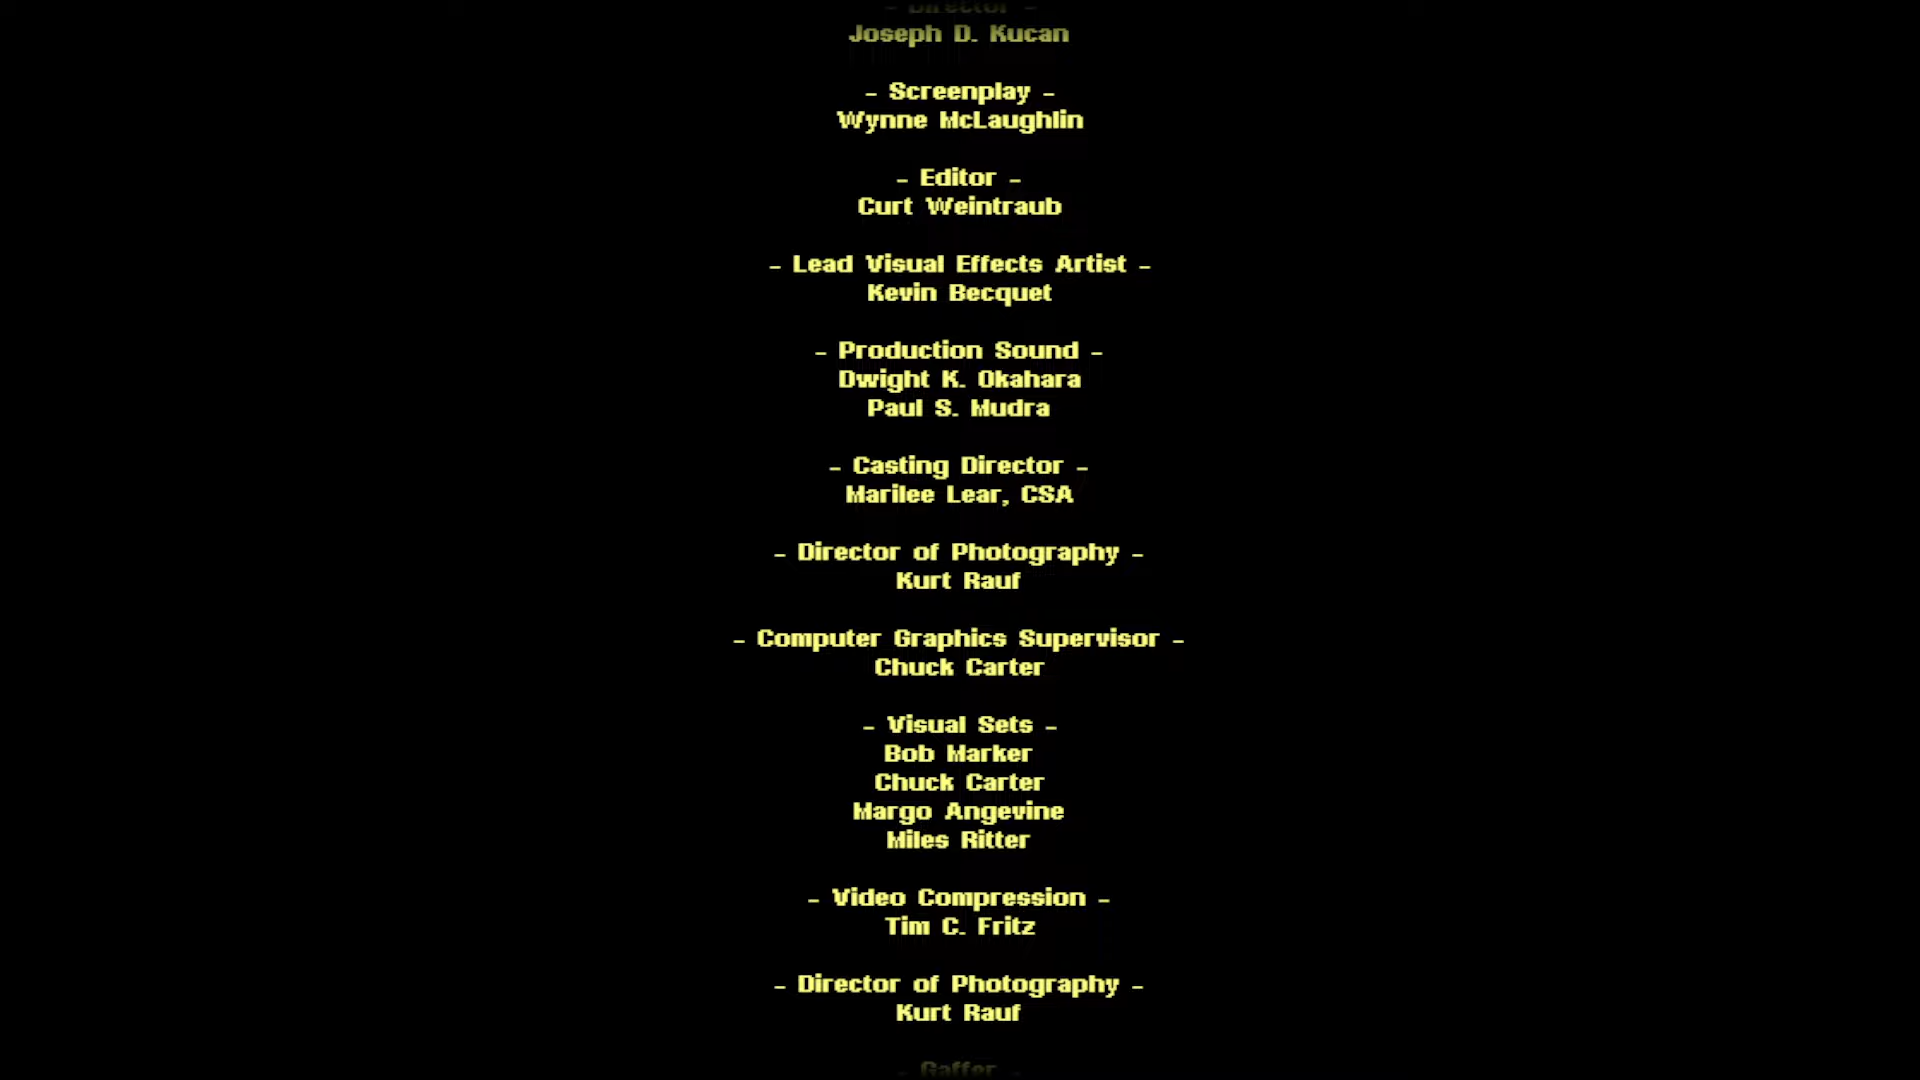 - Director -
Joseph D. Kucan
- Screenplay -
Wynne McLaughlin
- Editor -
Curt Weintraub
- Lead Visual Effects Artist -
Kevin Becquet
- Production Sound -
Dwight K. Okahara
Paul S. Mudra
- Casting Director -
Marilee Lear, CSA
- Director of Photography -
Kurt Rauf
- Computer Graphics Supervisor -
Chuck Carter
- Visual Sets -
Bob Marker
Chuck Carter
Margo Angevine
Miles Ritter
- Video Compression -
Tim C. Fritz
- Director of Photography -
Kurt Rauf
- Gaffer -